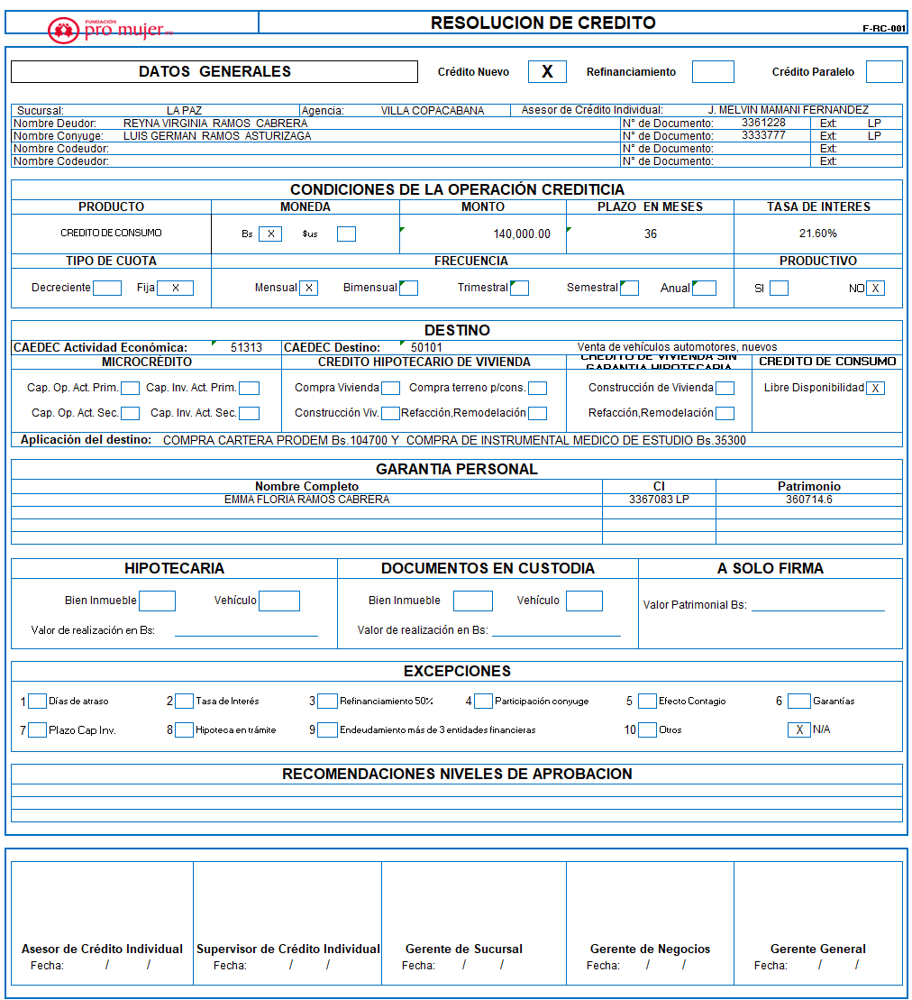 FUNDACIÓN
pro mujer
RESOLUCION DE CREDITO
F-RC-001
DATOS GENERALES Crédito Nuevo X Refinanciamiento Crédito Paralelo
Sucursal: LA PAZ Agencia: VILLA COPACABANA Asesor de Crédito Individual: J. MELVIN MAMANI FERNANDEZ
Nombre Deudor: REYNA VIRGINIA RAMOS CABRERA N° de Documento: 3361228 Ext: LP
Nombre Conyuge: LUIS GERMAN RAMOS ASTURIZAGA N° de Documento: 3333777 Ext: LP
Nombre Codeudor: N° de Documento: Ext:
Nombre Codeudor: N° de Documento: Ext:
CONDICIONES DE LA OPERACIÓN CREDITICIA
PRODUCTO MONEDA MONTO PLAZO EN MESES TASA DE INTERES
CREDITO DE CONSUMO Bs X $us 140,000.00 36 21.60%
TIPO DE CUOTA FRECUENCIA PRODUCTIVO
Decreciente Fija X Mensual X Bimensual Trimestral Semestral Anual SI NO X
DESTINO
CAEDEC Actividad Económica: 51313 CAEDEC Destino: 50101 Venta de vehículos automotores, nuevos
MICROCRÉDITO CREDITO HIPOTECARIO DE VIVIENDA CREDITO DE VIVIENDA SIN GARANTIA HIPOTECARIA CREDITO DE CONSUMO
Cap. Op. Act. Prim. Cap. Inv. Act. Prim. Compra Vivienda Compra terreno p/cons. Construcción de Vivienda Libre Disponibilidad X
Cap. Op. Act. Sec. Cap. Inv. Act. Sec. Construcción Viv. Refacción,Remodelación Refacción,Remodelación
Aplicación del destino: COMPRA CARTERA PRODEM Bs.104700 Y COMPRA DE INSTRUMENTAL MEDICO DE ESTUDIO Bs.35300
GARANTIA PERSONAL
Nombre Completo CI Patrimonio
EMMA FLORIA RAMOS CABRERA 3367083 LP 360714.6
HIPOTECARIA DOCUMENTOS EN CUSTODIA A SOLO FIRMA
Bien Inmueble Vehículo Bien Inmueble Vehículo Valor Patrimonial Bs:
Valor de realización en Bs: Valor de realización en Bs:
EXCEPCIONES
1 Días de atraso 2 Tasa de Interés 3 Refinanciamiento 50% 4 Participación conyuge 5 Efecto Contagio 6 Garantías
7 Plazo Cap Inv. 8 Hipoteca en trámite 9 Endeudamiento más de 3 entidades financieras 10 Otros X N/A
RECOMENDACIONES NIVELES DE APROBACION
Asesor de Crédito Individual Supervisor de Crédito Individual Gerente de Sucursal Gerente de Negocios Gerente General
Fecha: / / Fecha: / / Fecha: / / Fecha: / / Fecha: / /